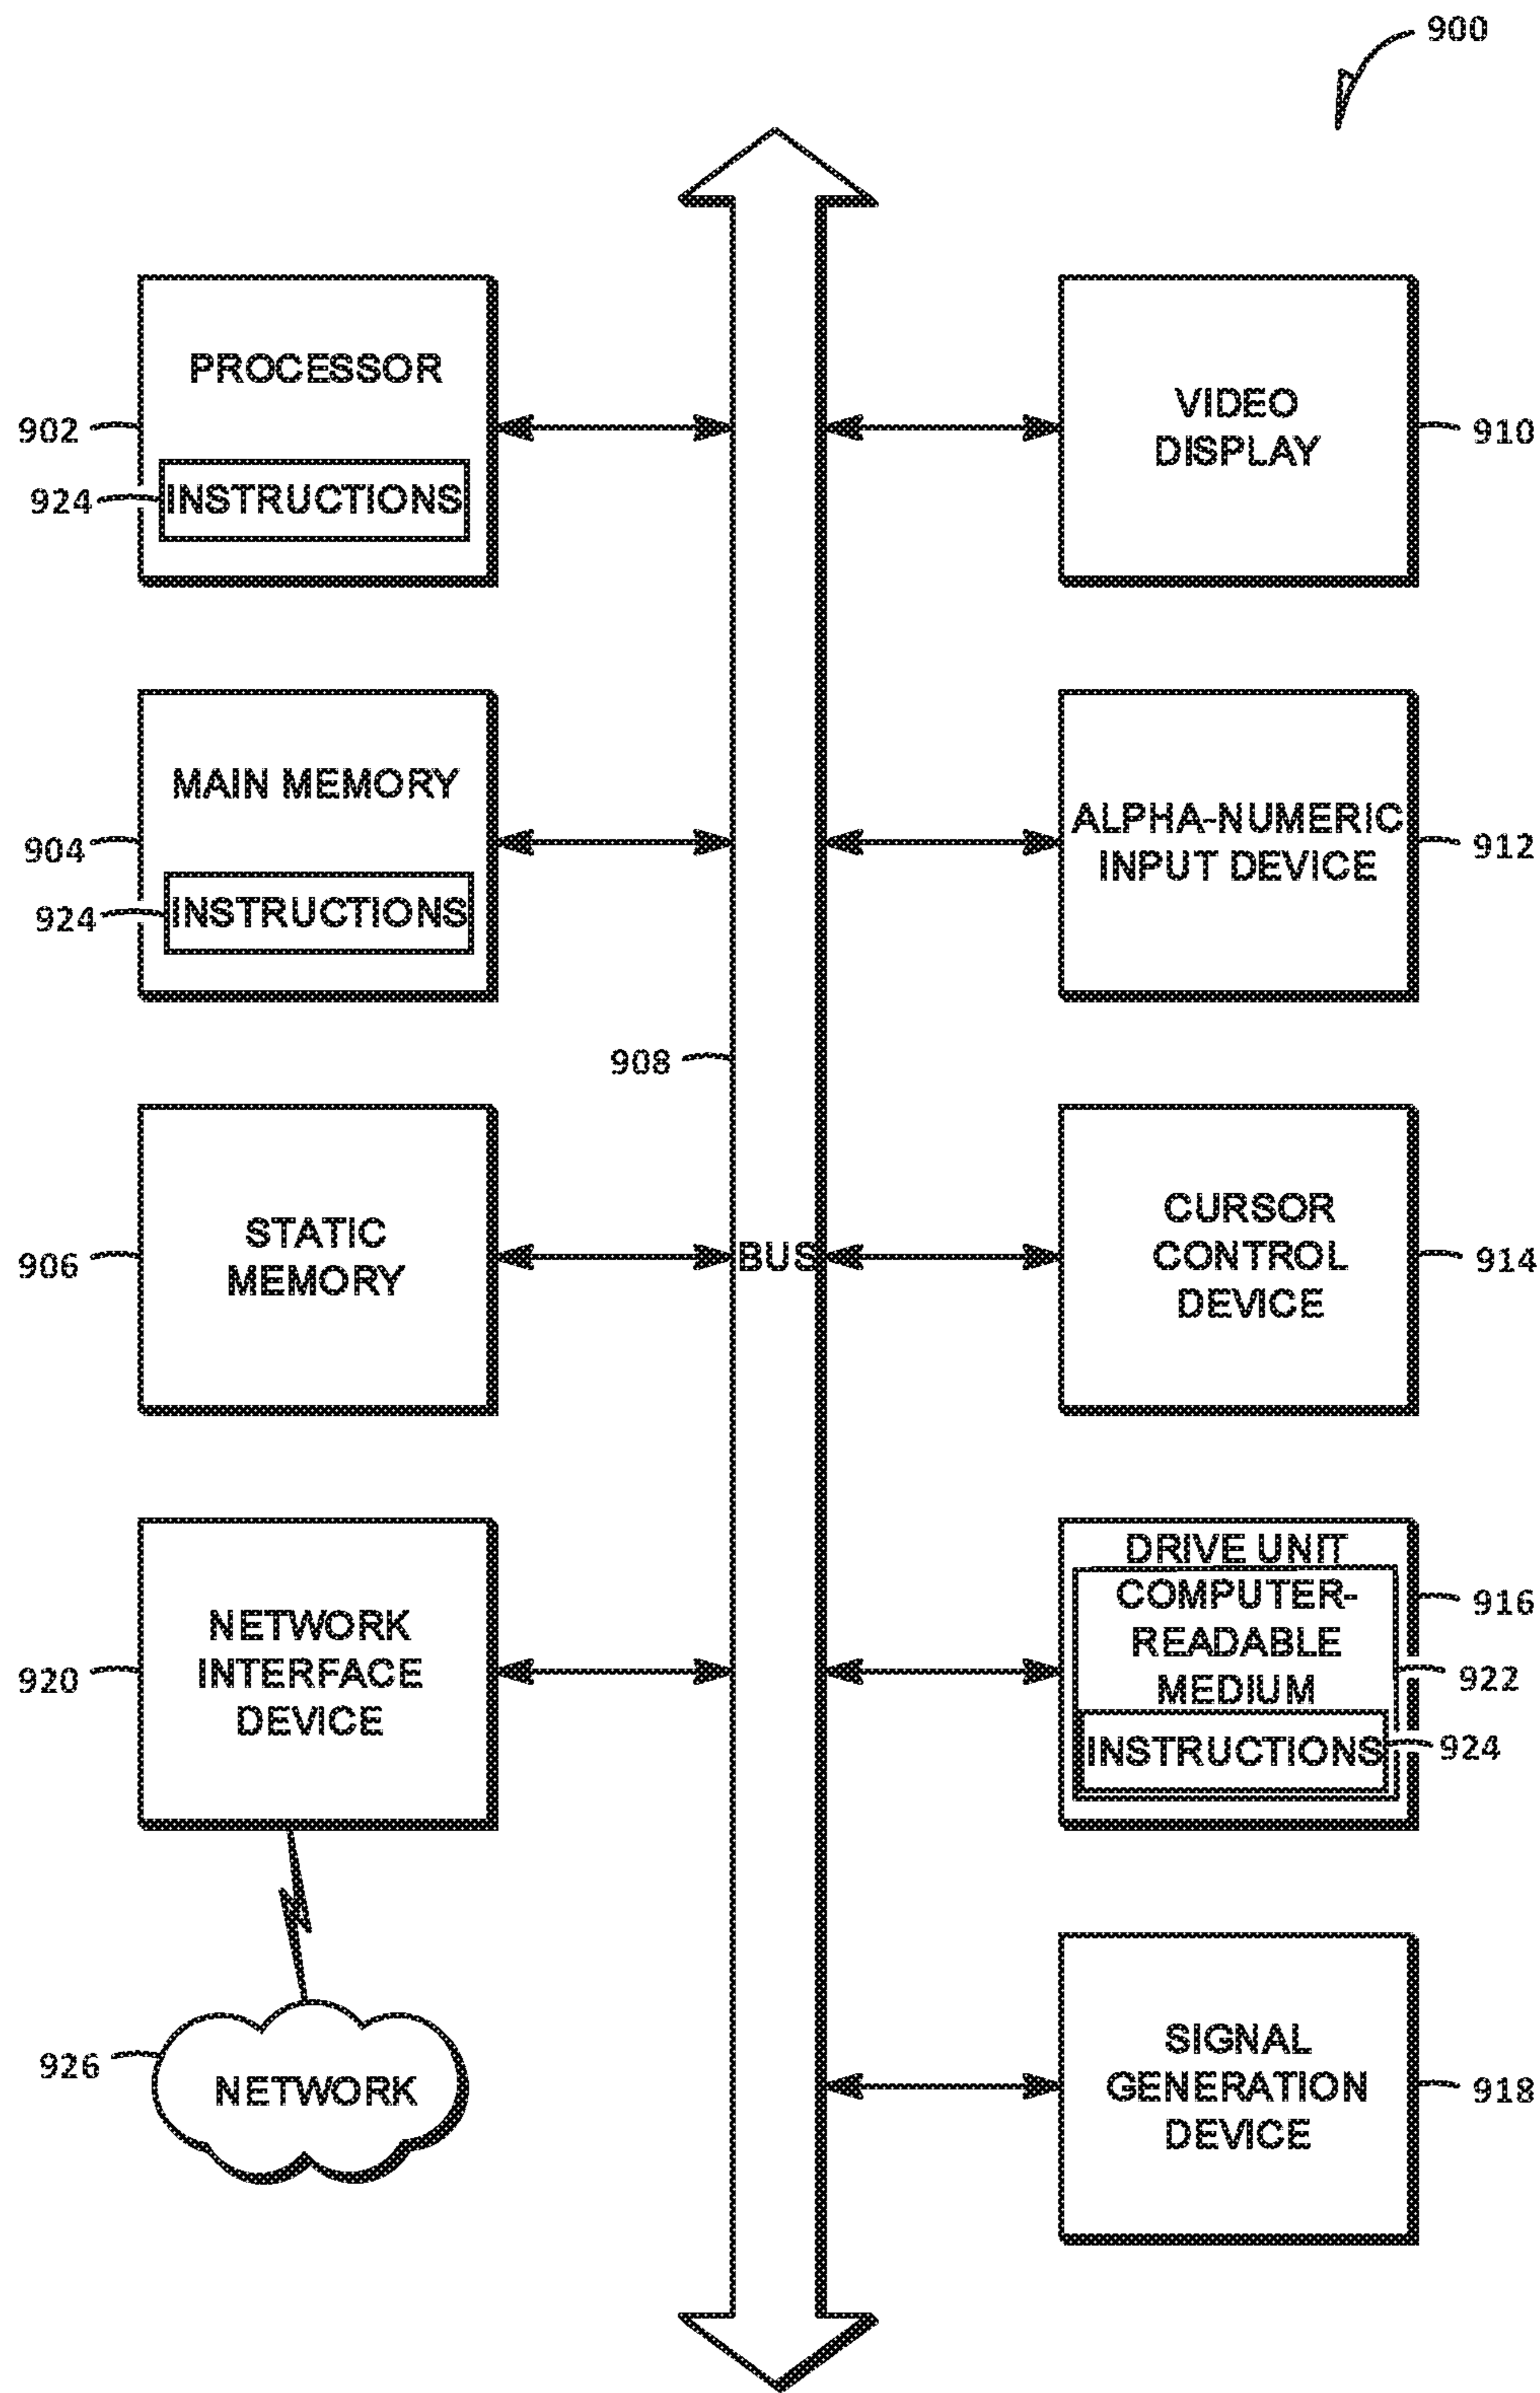 900
PROCESSOR
902
924
INSTRUCTIONS
VIDEO
DISPLAY
910
MAIN MEMORY
904
924
INSTRUCTIONS
ALPHA-NUMERIC
INPUT DEVICE
912
908
BUS
STATIC
MEMORY
906
CURSOR
CONTROL
DEVICE
914
NETWORK
INTERFACE
DEVICE
920
DRIVE UNIT
COMPUTER-
READABLE
MEDIUM
INSTRUCTIONS
916
922
924
926
NETWORK
SIGNAL
GENERATION
DEVICE
918